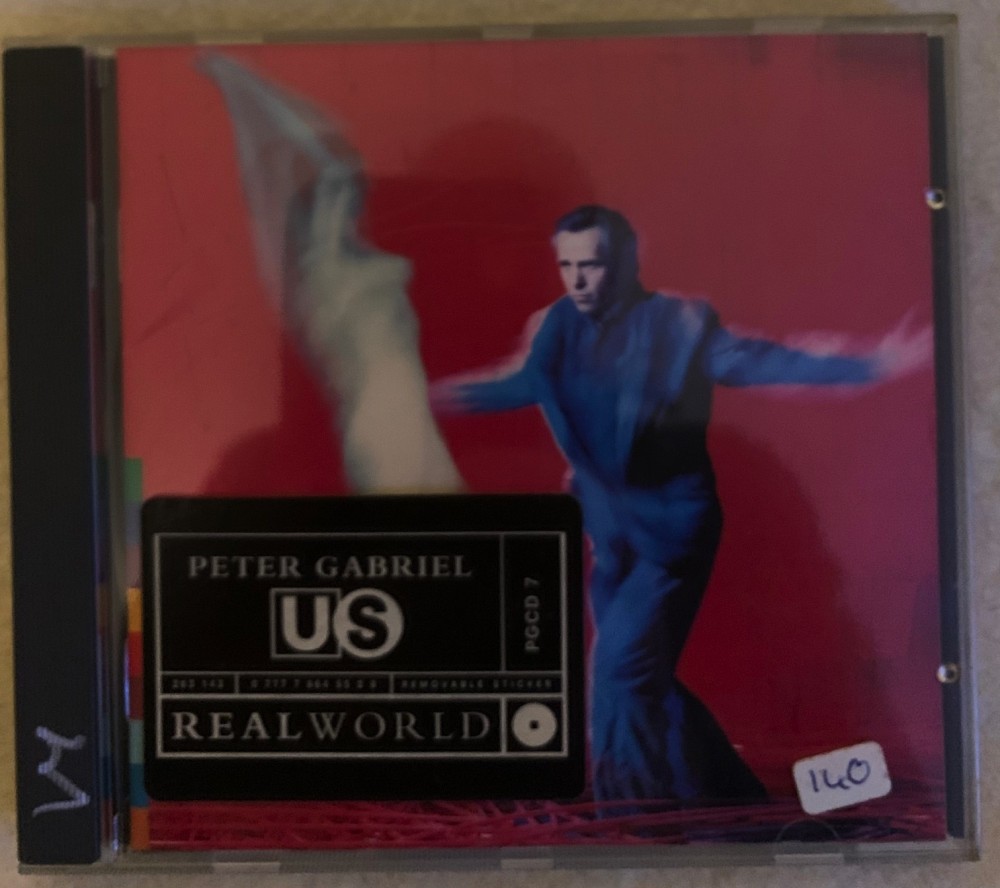 PETER GABRIEL
US
PGCD 7
REMOVABLE STICKER
REALWORLD
140